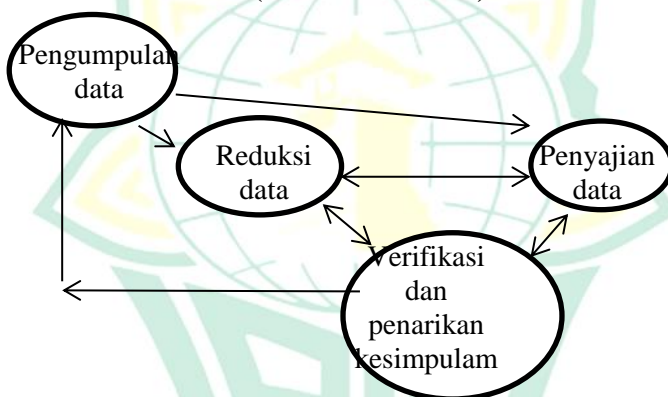 Pengumpulan
data
Reduksi
data
Penyajian
data
Verifikasi
dan
penarikan
kesimpulam